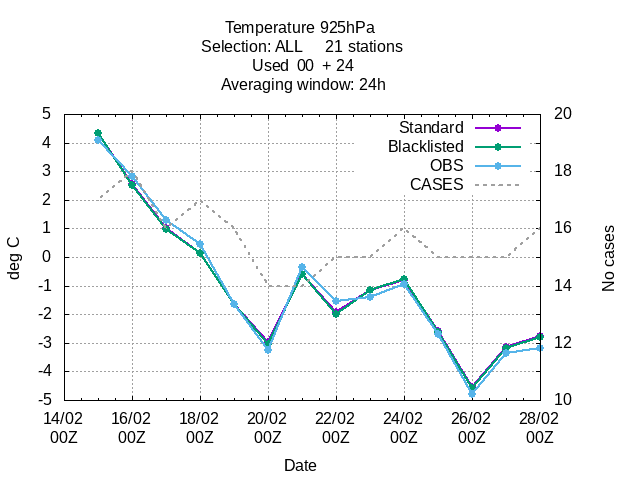 Temperature 925hPa
Selection: ALL     21 stations
Used  00  + 24
Averaging window: 24h
5
4
3
2
1
0
-1
-2
-3
-4
-5
deg C
20
18
16
14
12
10
No cases
Standard
Blacklisted
OBS
CASES
14/02 16/02 18/02 20/02 22/02 24/02 26/02 28/02
00Z 00Z 00Z 00Z 00Z 00Z 00Z 00Z
Date